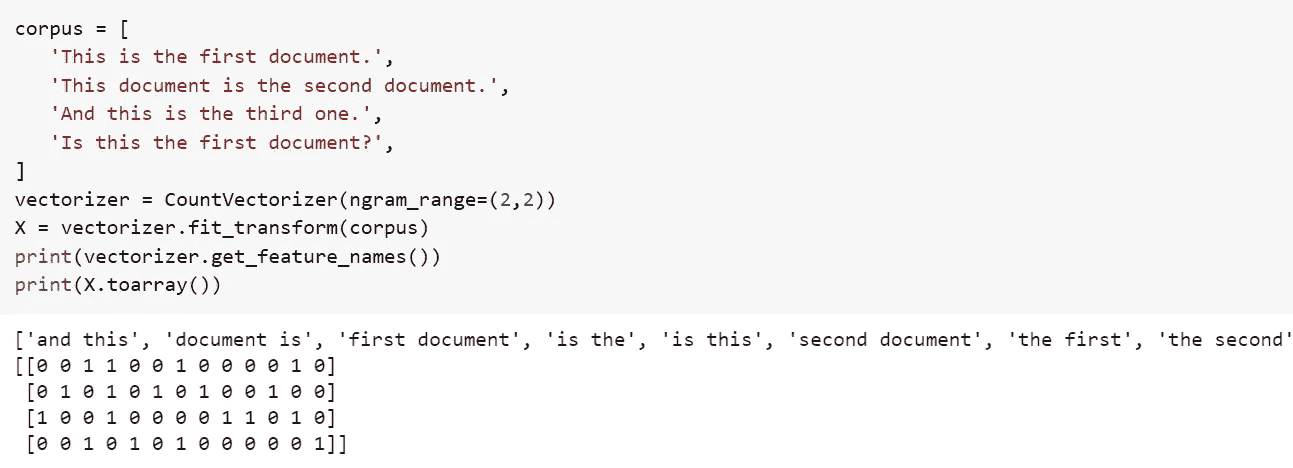 corpus = [
'This is the first document.',
'This document is the second document.',
'And this is the third one.',
'Is this the first document?',
]
vectorizer = CountVectorizer(ngram_range=(2,2))
X = vectorizer.fit_transform(corpus)
print(vectorizer.get_feature_names())
print(X.toarray())
['and this', 'document is', 'first document', 'is the', 'is this', 'second document', 'the first', 'the second'
[[0 0 1 1 0 0 1 0 0 0 0 1 0]
[0 1 0 1 0 1 0 1 0 0 1 0 0]
[1 0 0 1 0 0 0 0 1 1 0 1 0]
[0 0 1 0 1 0 1 0 0 0 0 0 1]]